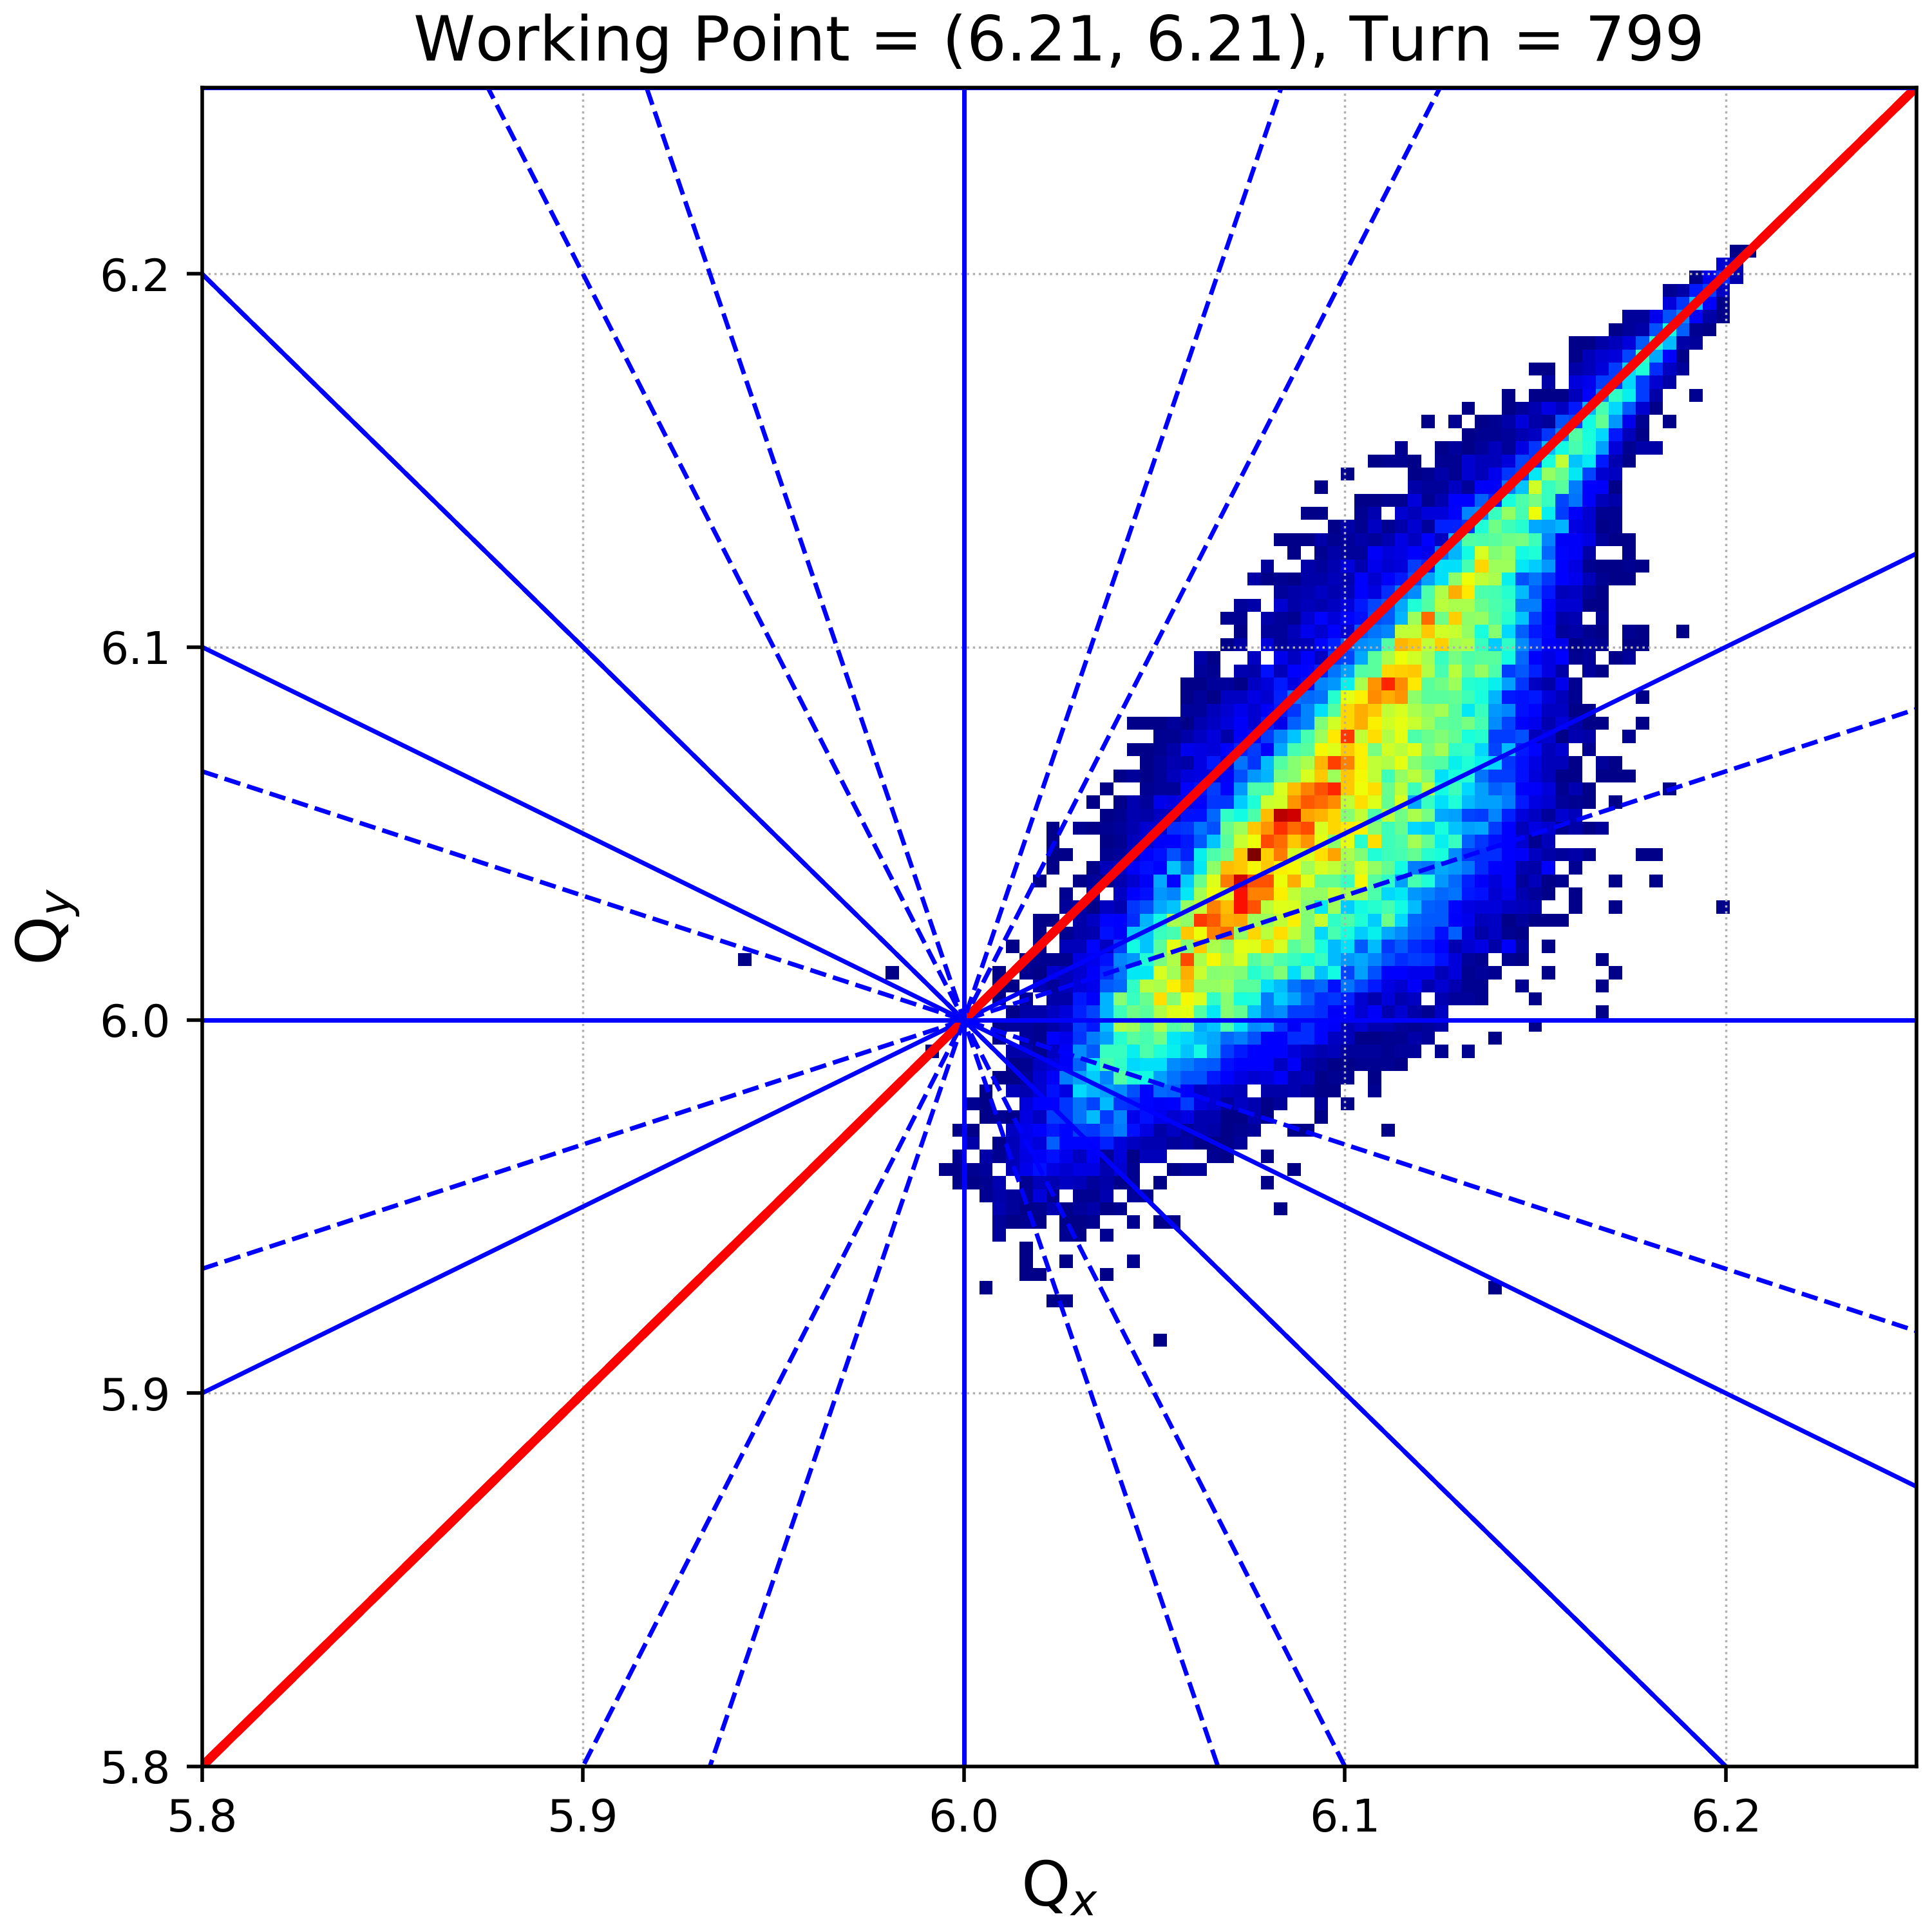 Working Point = (6.21, 6.21), Turn = 799
6.2
6.1
6.0
5.9
5.8
Qy
5.8 5.9 6.0 6.1 6.2
Qx